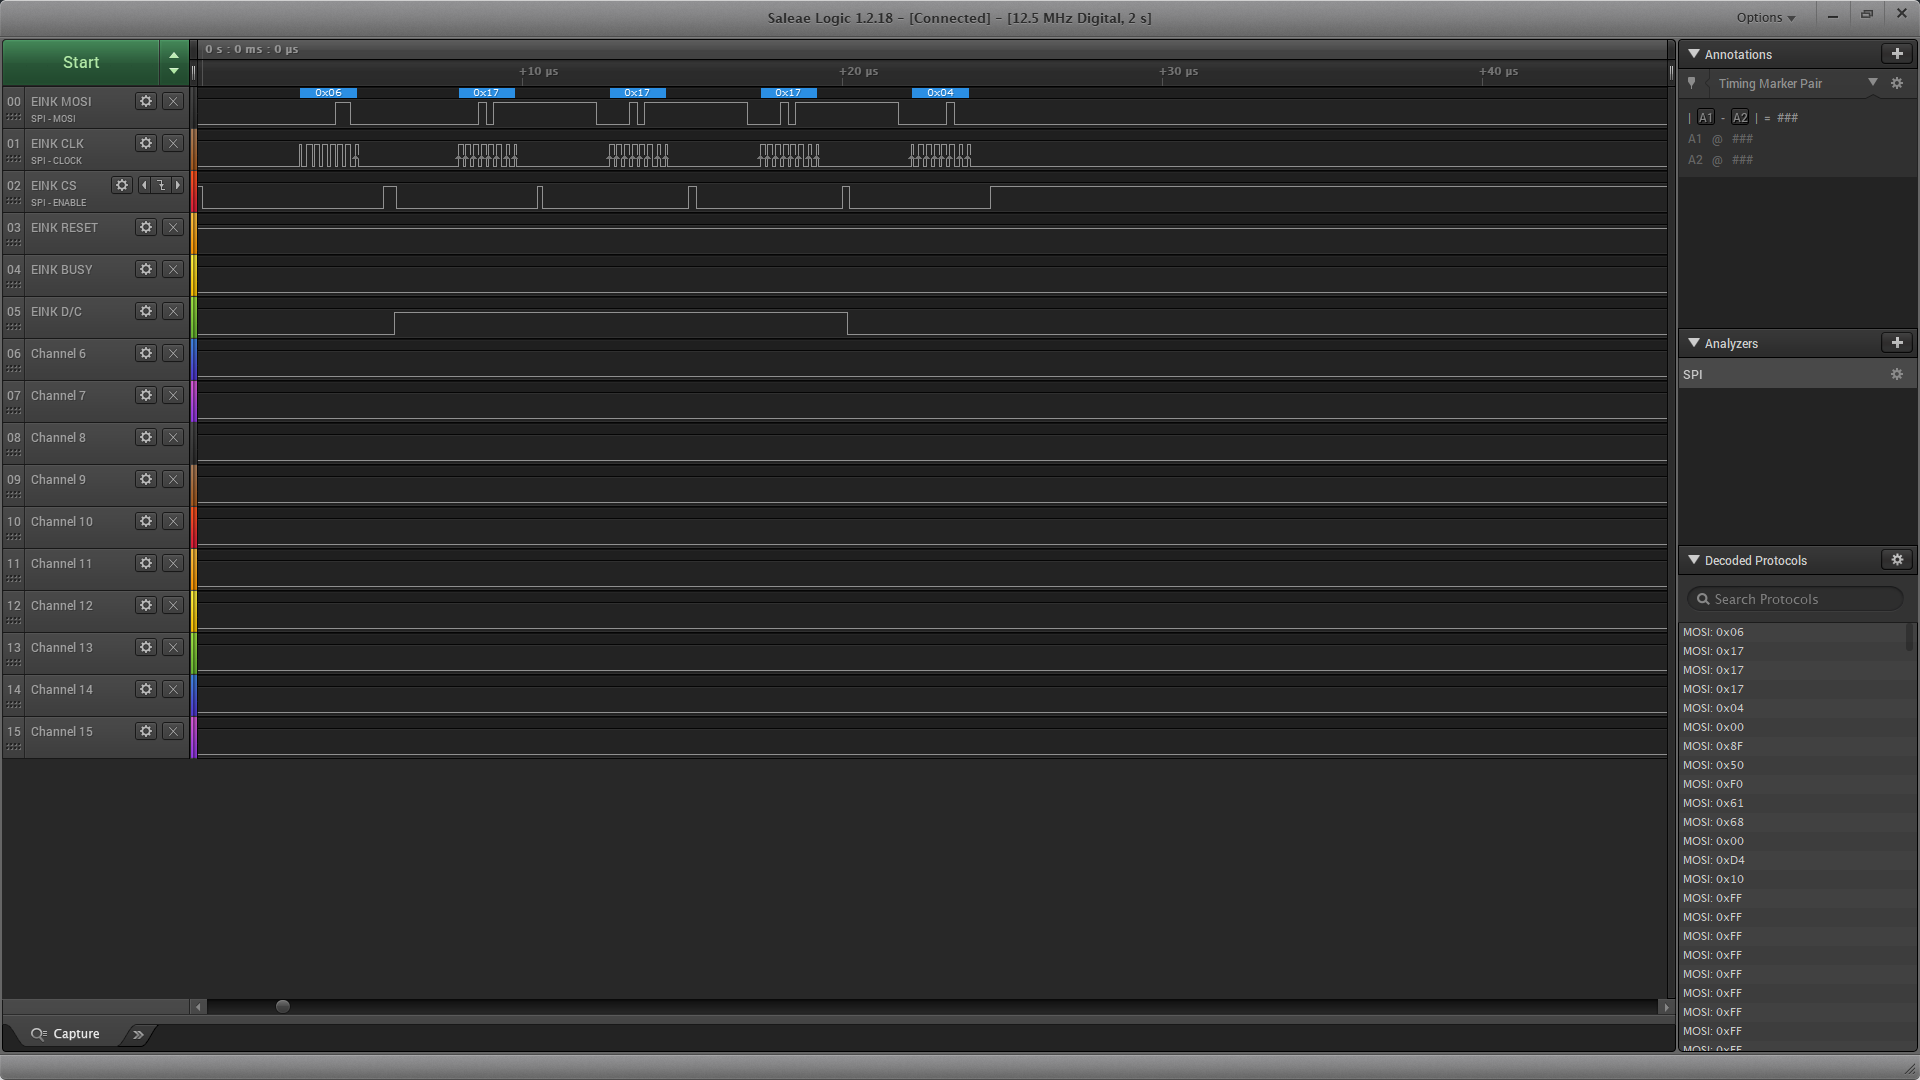 Saleae Logic 1.2.18 - [Connected] - [12.5 MHz Digital, 2 s]
Options
Start
0 s : 0 ms : 0 µs
+10 µs
+20 µs
+30 µs
+40 µs
00 EINK MOSI
SPI - MOSI
0x06
0x17
0x17
0x17
0x04
01 EINK CLK
SPI - CLOCK
02 EINK CS
SPI - ENABLE
03 EINK RESET
04 EINK BUSY
05 EINK D/C
06 Channel 6
07 Channel 7
08 Channel 8
09 Channel 9
10 Channel 10
11 Channel 11
12 Channel 12
13 Channel 13
14 Channel 14
15 Channel 15
Capture
Annotations
Timing Marker Pair
| A1 - A2 | = ###
A1 @ ###
A2 @ ###
Analyzers
SPI
Decoded Protocols
Search Protocols
MOSI: 0x06
MOSI: 0x17
MOSI: 0x17
MOSI: 0x17
MOSI: 0x04
MOSI: 0x00
MOSI: 0x8F
MOSI: 0x50
MOSI: 0xF0
MOSI: 0x61
MOSI: 0x68
MOSI: 0x00
MOSI: 0xD4
MOSI: 0x10
MOSI: 0xFF
MOSI: 0xFF
MOSI: 0xFF
MOSI: 0xFF
MOSI: 0xFF
MOSI: 0xFF
MOSI: 0xFF
MOSI: 0xFF
MOSI: 0xFF